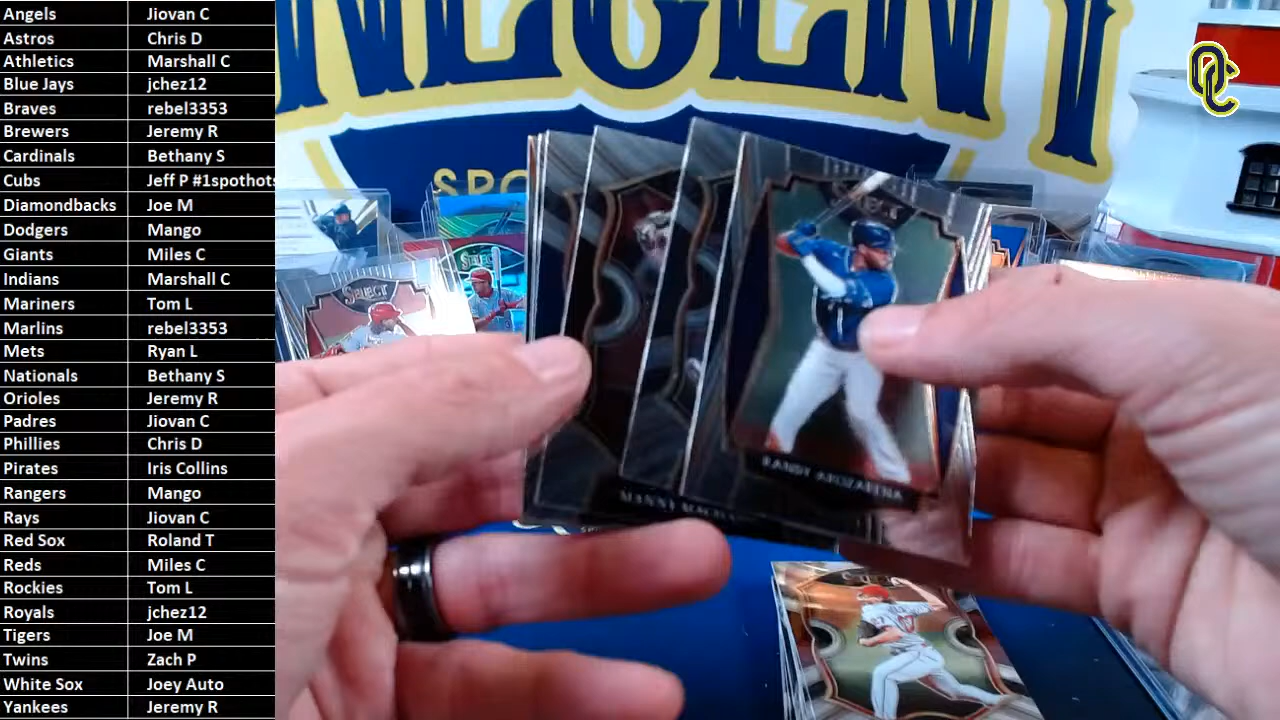 Angels Jiovan C
Astros Chris D
Athletics Marshall C
Blue Jays jchez12
Braves rebel3353
Brewers Jeremy R
Cardinals Bethany S
Cubs Jeff P #1spothots
Diamondbacks Joe M
Dodgers Mango
Giants Miles C
Indians Marshall C
Mariners Tom L
Marlins rebel3353
Mets Ryan L
Nationals Bethany S
Orioles Jeremy R
Padres Jiovan C
Phillies Chris D
Pirates Iris Collins
Rangers Mango
Rays Jiovan C
Red Sox Roland T
Reds Miles C
Rockies Tom L
Royals jchez12
Tigers Joe M
Twins Zach P
White Sox Joey Auto
Yankees Jeremy R
SPO
SELECT
SELECT
RANDY AROZARENA